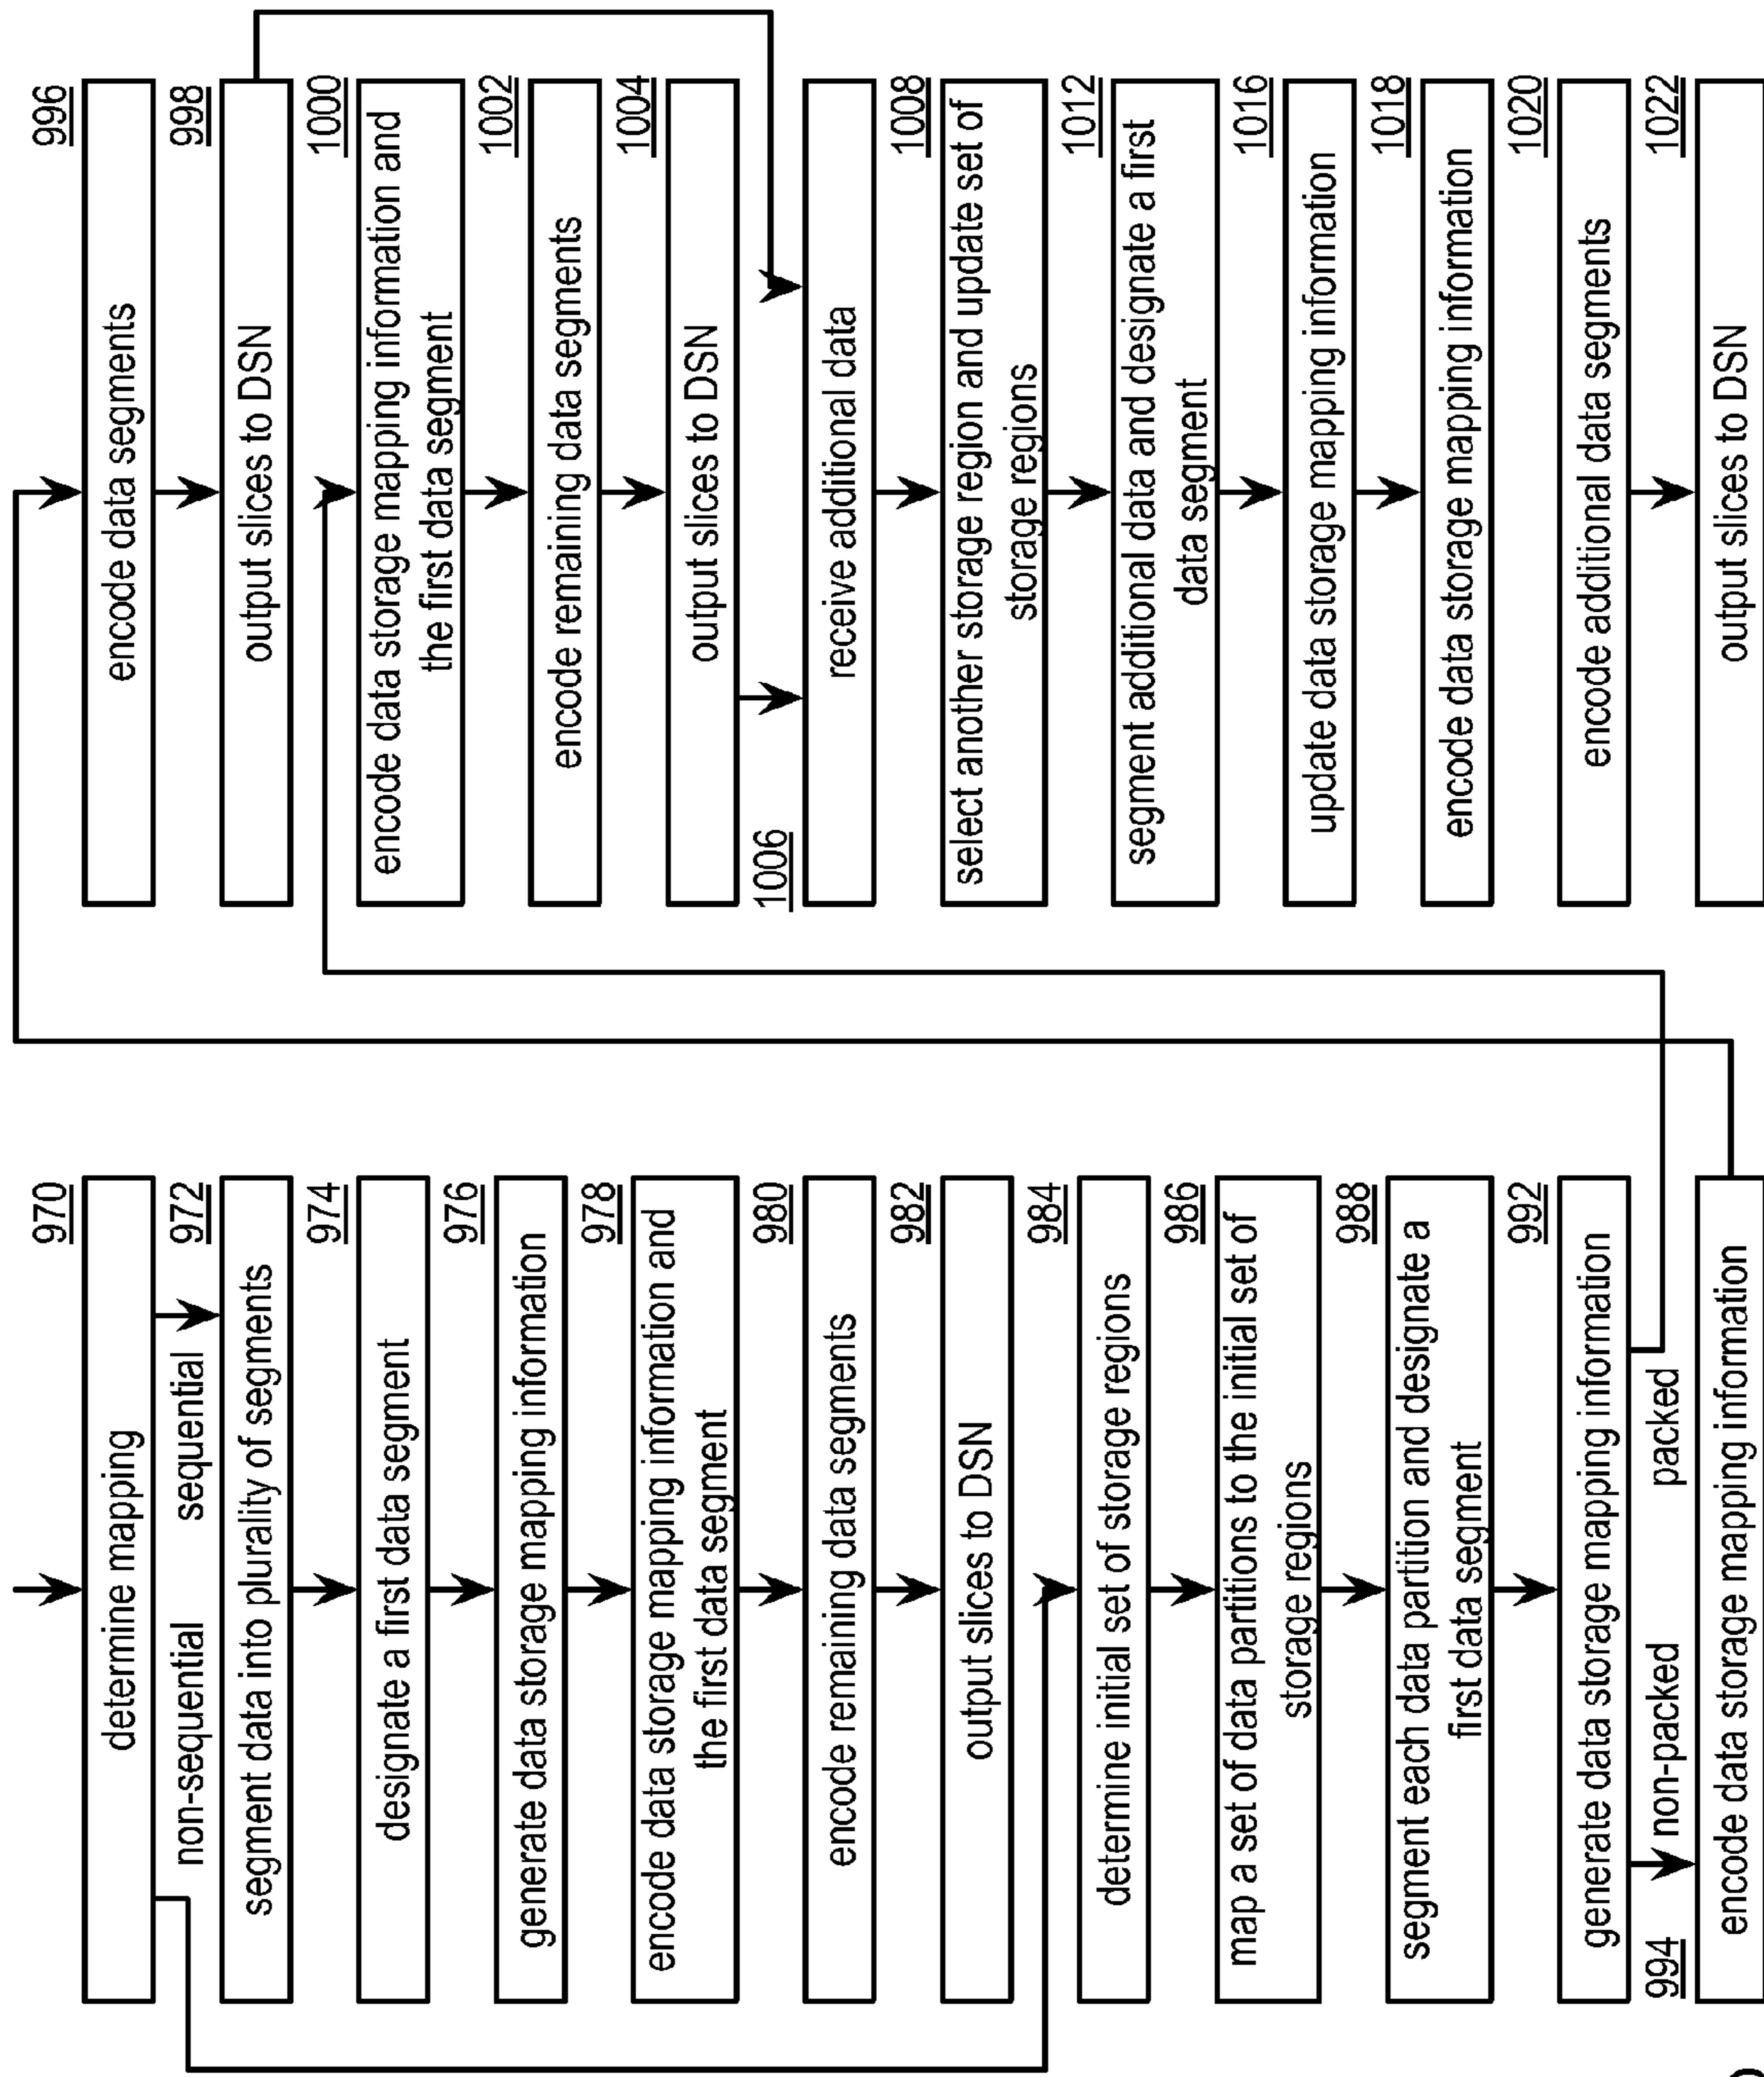 970
determine mapping
non-sequential
sequential
972
segment data into plurality of segments
974
designate a first data segment
976
generate data storage mapping information
978
encode data storage mapping information and
the first data segment
980
encode remaining data segments
982
output slices to DSN
984
determine initial set of storage regions
986
map a set of data partitions to the initial set of
storage regions
988
segment each data partition and designate a
first data segment
992
generate data storage mapping information
994
non-packed
packed
encode data storage mapping information
996
encode data segments
998
output slices to DSN
1000
encode data storage mapping information and
the first data segment
1002
encode remaining data segments
1004
output slices to DSN
1006
receive additional data
1008
select another storage region and update set of
storage regions
1012
segment additional data and designate a first
data segment
1016
update data storage mapping information
1018
encode data storage mapping information
1020
encode additional data segments
1022
output slices to DSN